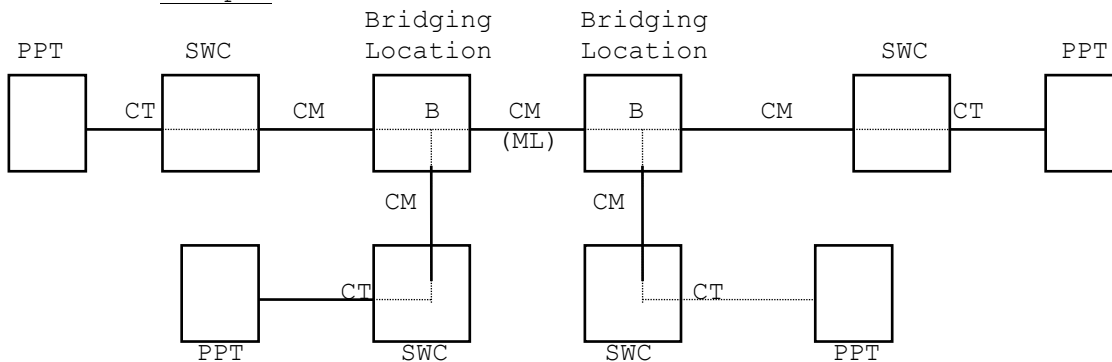 Bridging Bridging
PPT SWC Location Location SWC PPT
CT CM B CM B CM CT
(ML)
CM CM
CT CT
PPT SWC SWC PPT